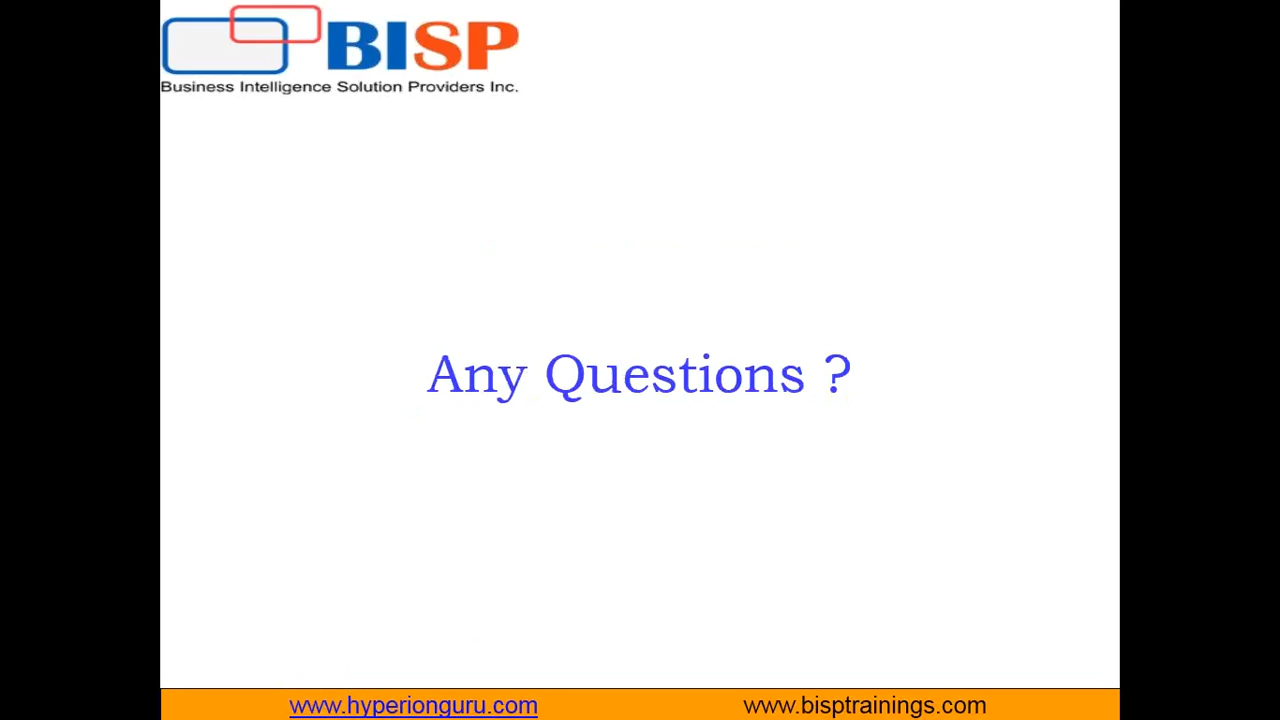 BISP
Business Intelligence Solution Providers Inc.
Any Questions ?
www.hyperionguru.com www.bisptrainings.com